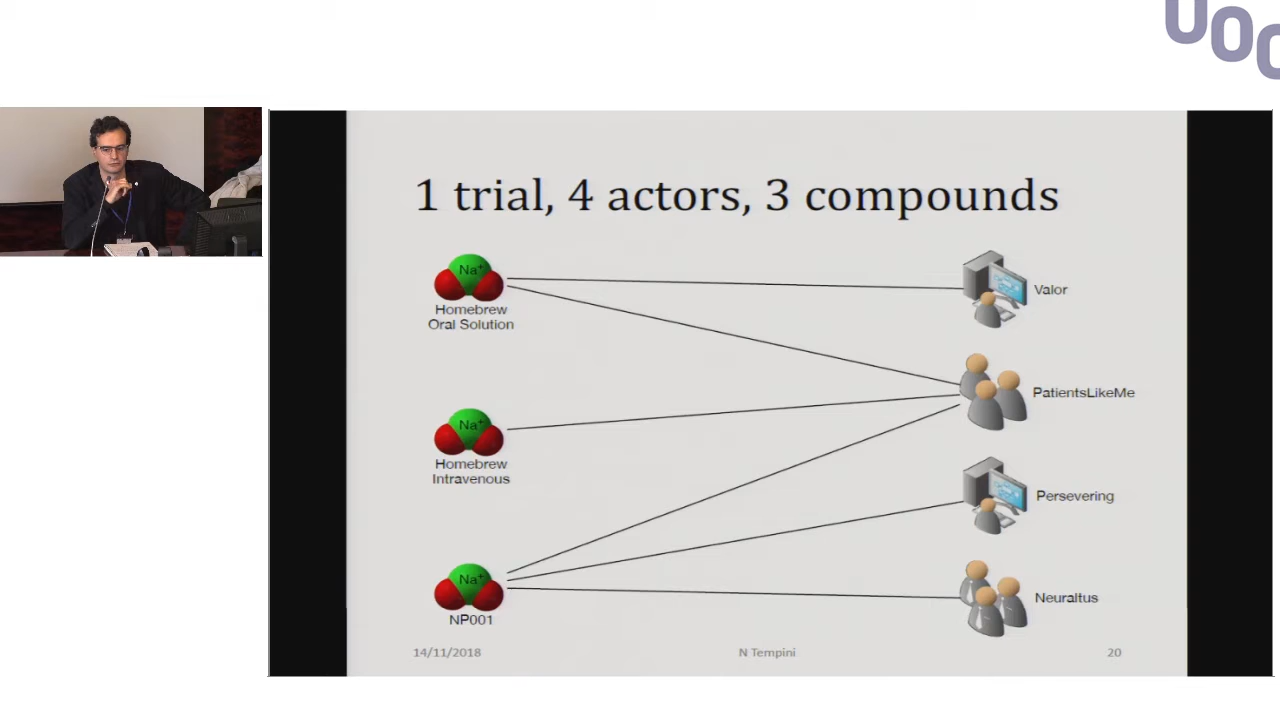 UOC
1 trial, 4 actors, 3 compounds
Na+
Homebrew
Oral Solution
Valor
PatientsLikeMe
Na+
Homebrew
Intravenous
Persevering
Na+
NP001
Neuraltus
14/11/2018
N Tempini
20